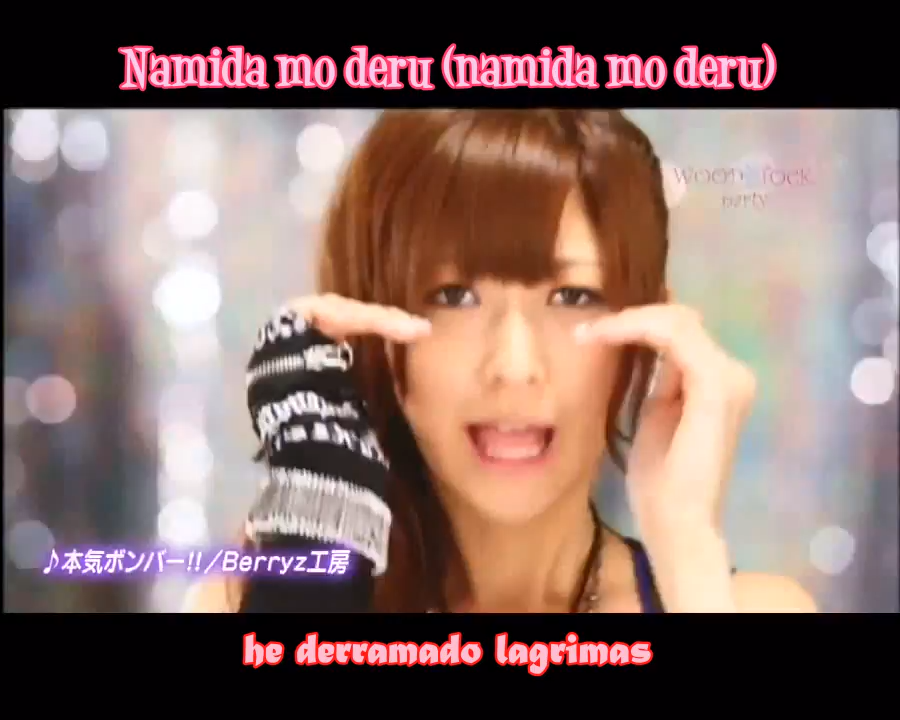 Namida mo deru (namida mo deru)
party
♪本気ボンバー!!/Berryz工房
he derramado lagrimas